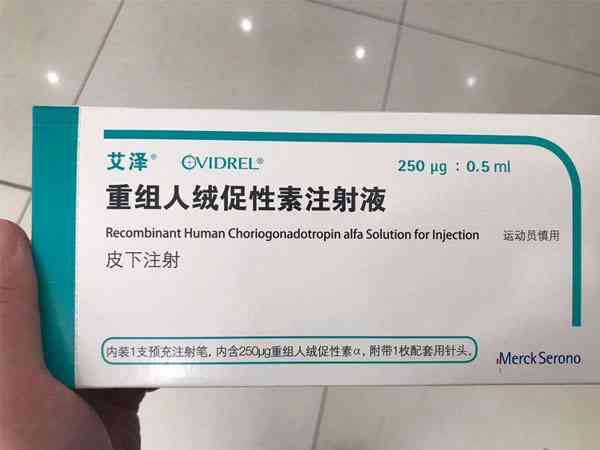 艾泽® OVIDREL® 250 μg : 0.5 ml
重组人绒促性素注射液
Recombinant Human Choriogonadotropin alfa Solution for Injection 运动员慎用
皮下注射
内装1支预充注射笔，内含250μg重组人绒促性素α，附带1枚配套用针头。
Merck Serono